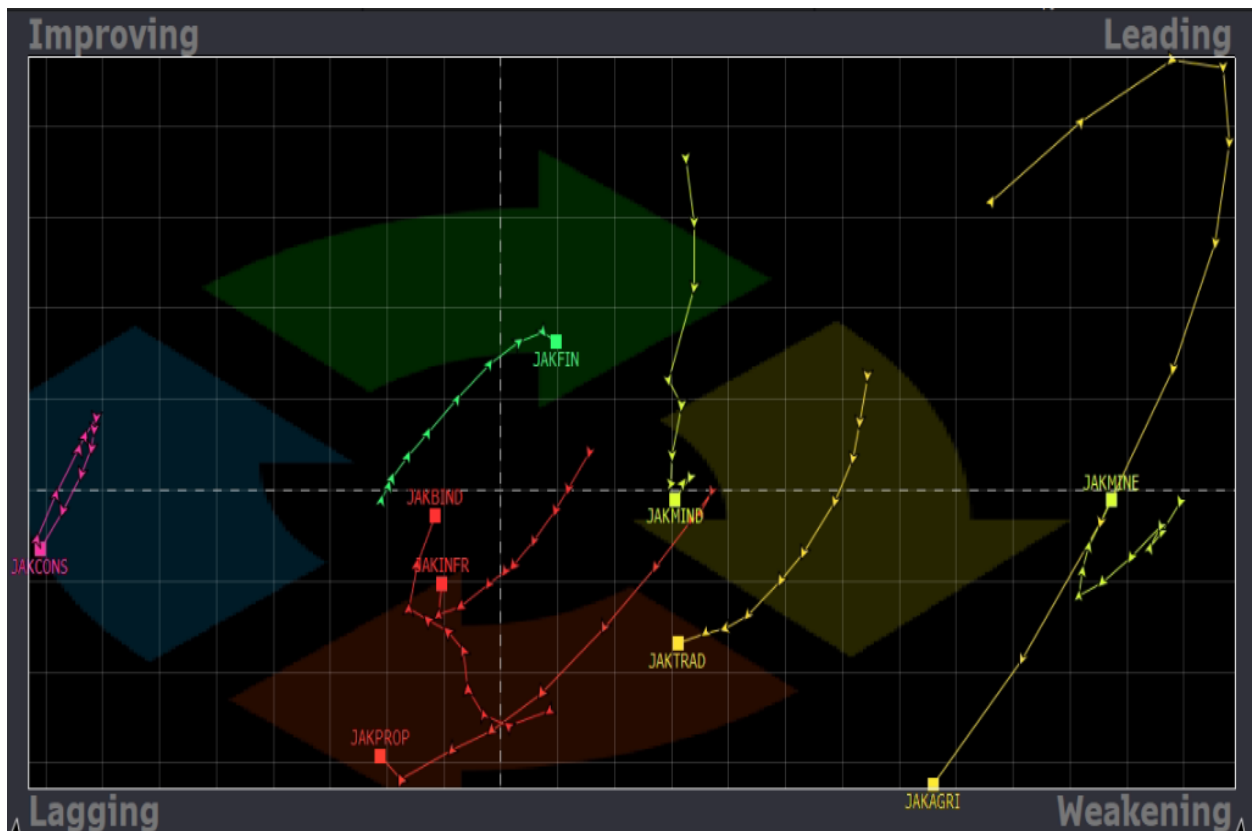 Improving
Leading
JAKFIN
JAKMINE
JAKBIND
JAKMIND
JAKINFR
JAKCONS
JAKTRAD
JAKPROP
JAKAGRI
Lagging
Weakening